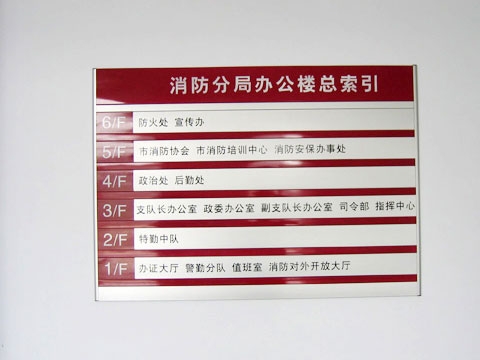 消防分局办公楼总索引
6/F 防火处 宣传办
5/F 市消防协会 市消防培训中心 消防安保办事处
4/F 政治处 后勤处
3/F 支队长办公室 政委办公室 副支队长办公室 司令部 指挥中心
2/F 特勤中队
1/F 办证大厅 警勤分队 值班室 消防对外开放大厅